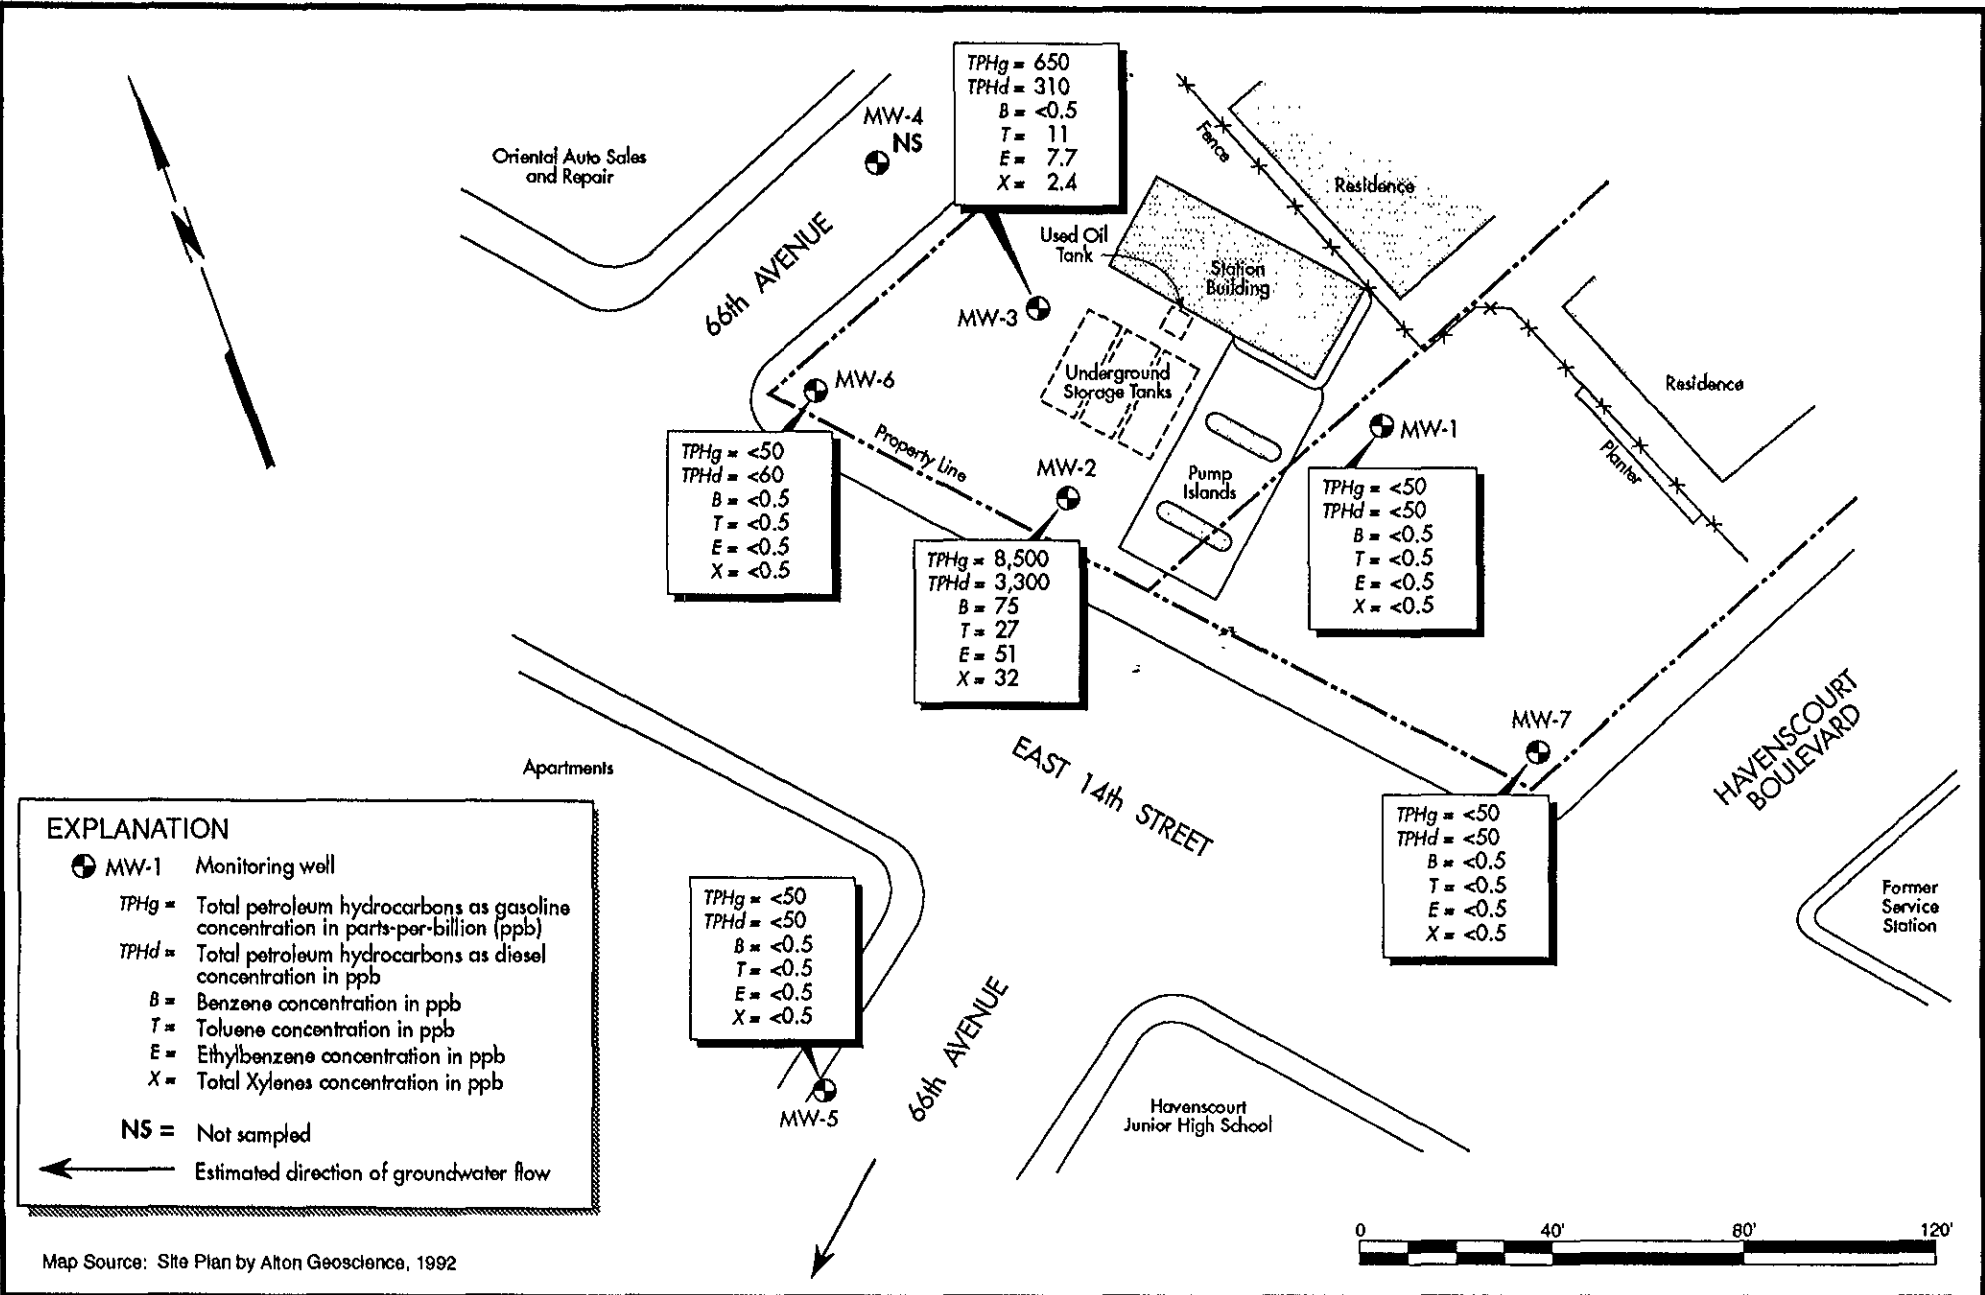 TPHg = 650
TPHd = 310
B = <0.5
T = 11
E = 7.7
X = 2.4
MW-4
NS
Oriental Auto Sales
and Repair
Fence
Residence
66th AVENUE
Used Oil
Tank
Station
Building
MW-3
Underground
Storage Tanks
Residence
MW-6
TPHg = <50
TPHd = <60
B = <0.5
T = <0.5
E = <0.5
X = <0.5
Property Line
MW-2
Pump
Islands
MW-1
Planter
TPHg = <50
TPHd = <50
B = <0.5
T = <0.5
E = <0.5
X = <0.5
TPHg = 8,500
TPHd = 3,300
B = 75
T = 27
E = 51
X = 32
MW-7
HAVENSCOURT
BOULEVARD
EAST 14th STREET
Apartments
TPHg = <50
TPHd = <50
B = <0.5
T = <0.5
E = <0.5
X = <0.5
Former
Service
Station
TPHg = <50
TPHd = <50
B = <0.5
T = <0.5
E = <0.5
X = <0.5
MW-5
66th AVENUE
Havenscourt
Junior High School
EXPLANATION
MW-1 Monitoring well
TPHg = Total petroleum hydrocarbons as gasoline
concentration in parts-per-billion (ppb)
TPHd = Total petroleum hydrocarbons as diesel
concentration in ppb
B = Benzene concentration in ppb
T = Toluene concentration in ppb
E = Ethylbenzene concentration in ppb
X = Total Xylenes concentration in ppb
NS = Not sampled
Estimated direction of groundwater flow
Map Source: Site Plan by Alton Geoscience, 1992
0 40' 80' 120'
N